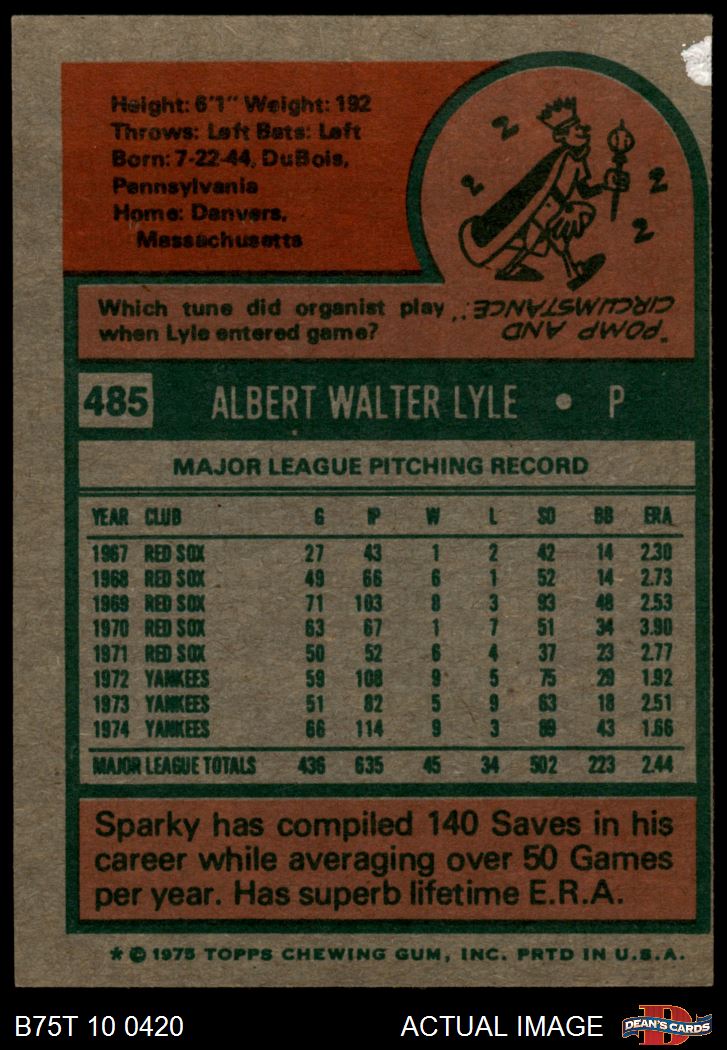 Height: 6'1" Weight: 192
Throws: Left Bats: Left
Born: 7-22-44, DuBois,
Pennsylvania
Home: Danvers,
Massachusetts
2 2 2 2
Which tune did organist play
when Lyle entered game?
"POMP AND
CIRCUMSTANCE."
485 ALBERT WALTER LYLE • P
MAJOR LEAGUE PITCHING RECORD
YEAR CLUB G IP W L SO BB ERA
1967 RED SOX 27 43 1 2 42 14 2.30
1968 RED SOX 49 66 6 1 52 14 2.73
1969 RED SOX 71 103 8 3 93 48 2.53
1970 RED SOX 63 67 1 7 51 34 3.90
1971 RED SOX 50 52 6 4 37 23 2.77
1972 YANKEES 59 108 9 5 75 29 1.92
1973 YANKEES 51 82 5 9 63 18 2.51
1974 YANKEES 66 114 9 3 89 43 1.66
MAJOR LEAGUE TOTALS 436 635 45 34 502 223 2.44
Sparky has compiled 140 Saves in his
career while averaging over 50 Games
per year. Has superb lifetime E.R.A.
* © 1975 TOPPS CHEWING GUM, INC. PRTD IN U.S.A.
B75T 10 0420 ACTUAL IMAGE D DEAN'S CARDS